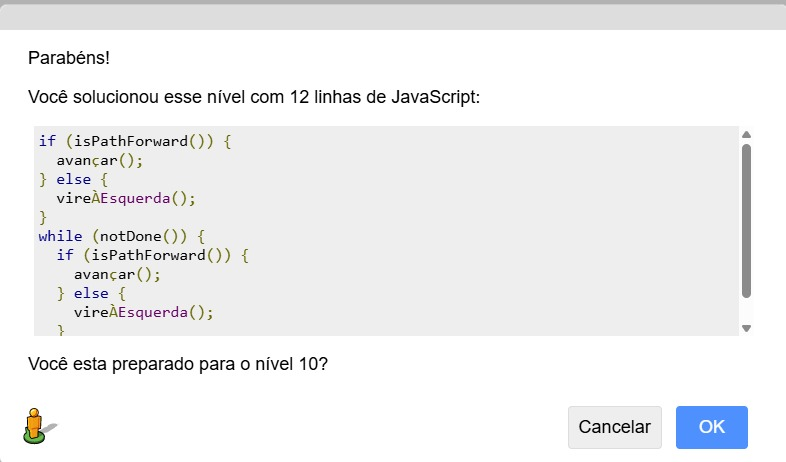 Parabéns!
Você solucionou esse nível com 12 linhas de JavaScript:
if (isPathForward()) {
  avançar();
} else {
  vireÀEsquerda();
}
while (notDone()) {
  if (isPathForward()) {
    avançar();
  } else {
    vireÀEsquerda();
  }
Você esta preparado para o nível 10?
Cancelar
OK